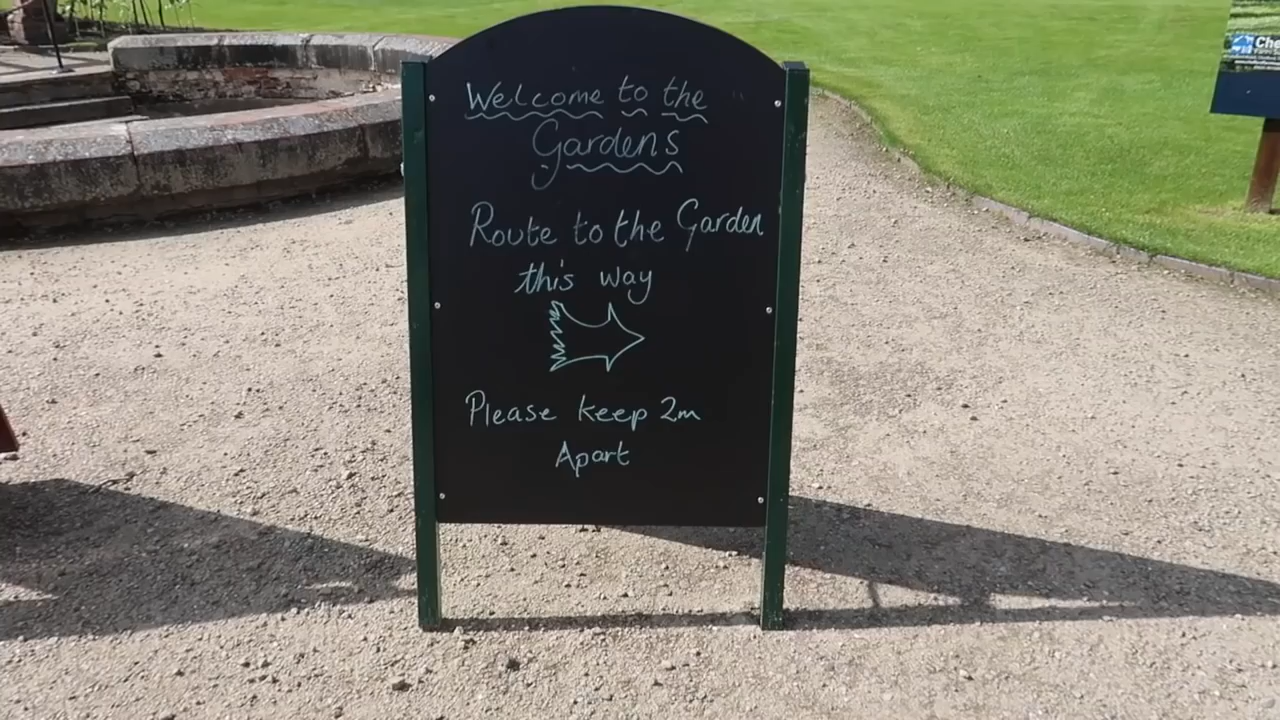 Welcome to the
Gardens
Route to the Garden
this way
Please keep 2m
Apart